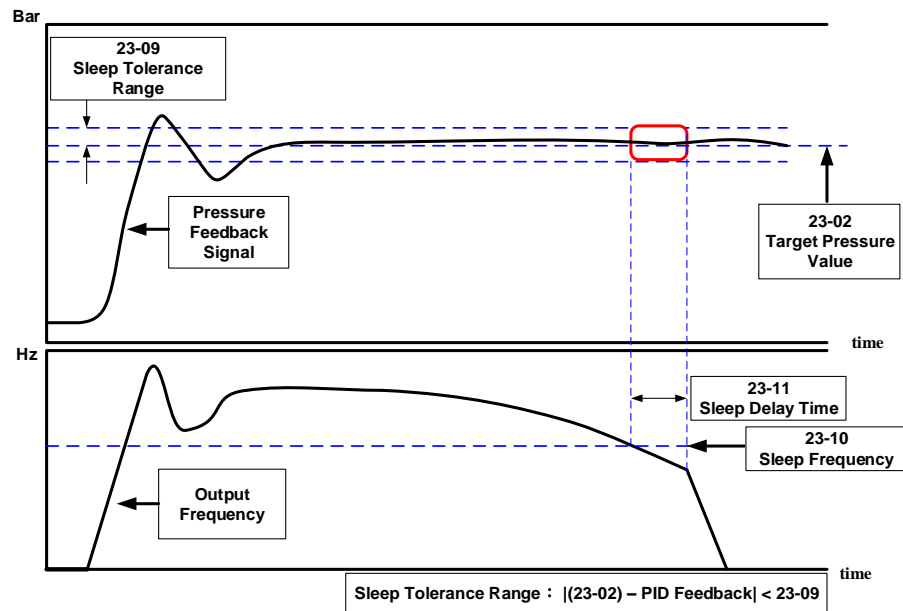 Bar
23-09
Sleep Tolerance
Range
Pressure
Feedback
Signal
23-02
Target Pressure
Value
time
Hz
23-11
Sleep Delay Time
23-10
Sleep Frequency
Output
Frequency
time
Sleep Tolerance Range : |(23-02) – PID Feedback| < 23-09